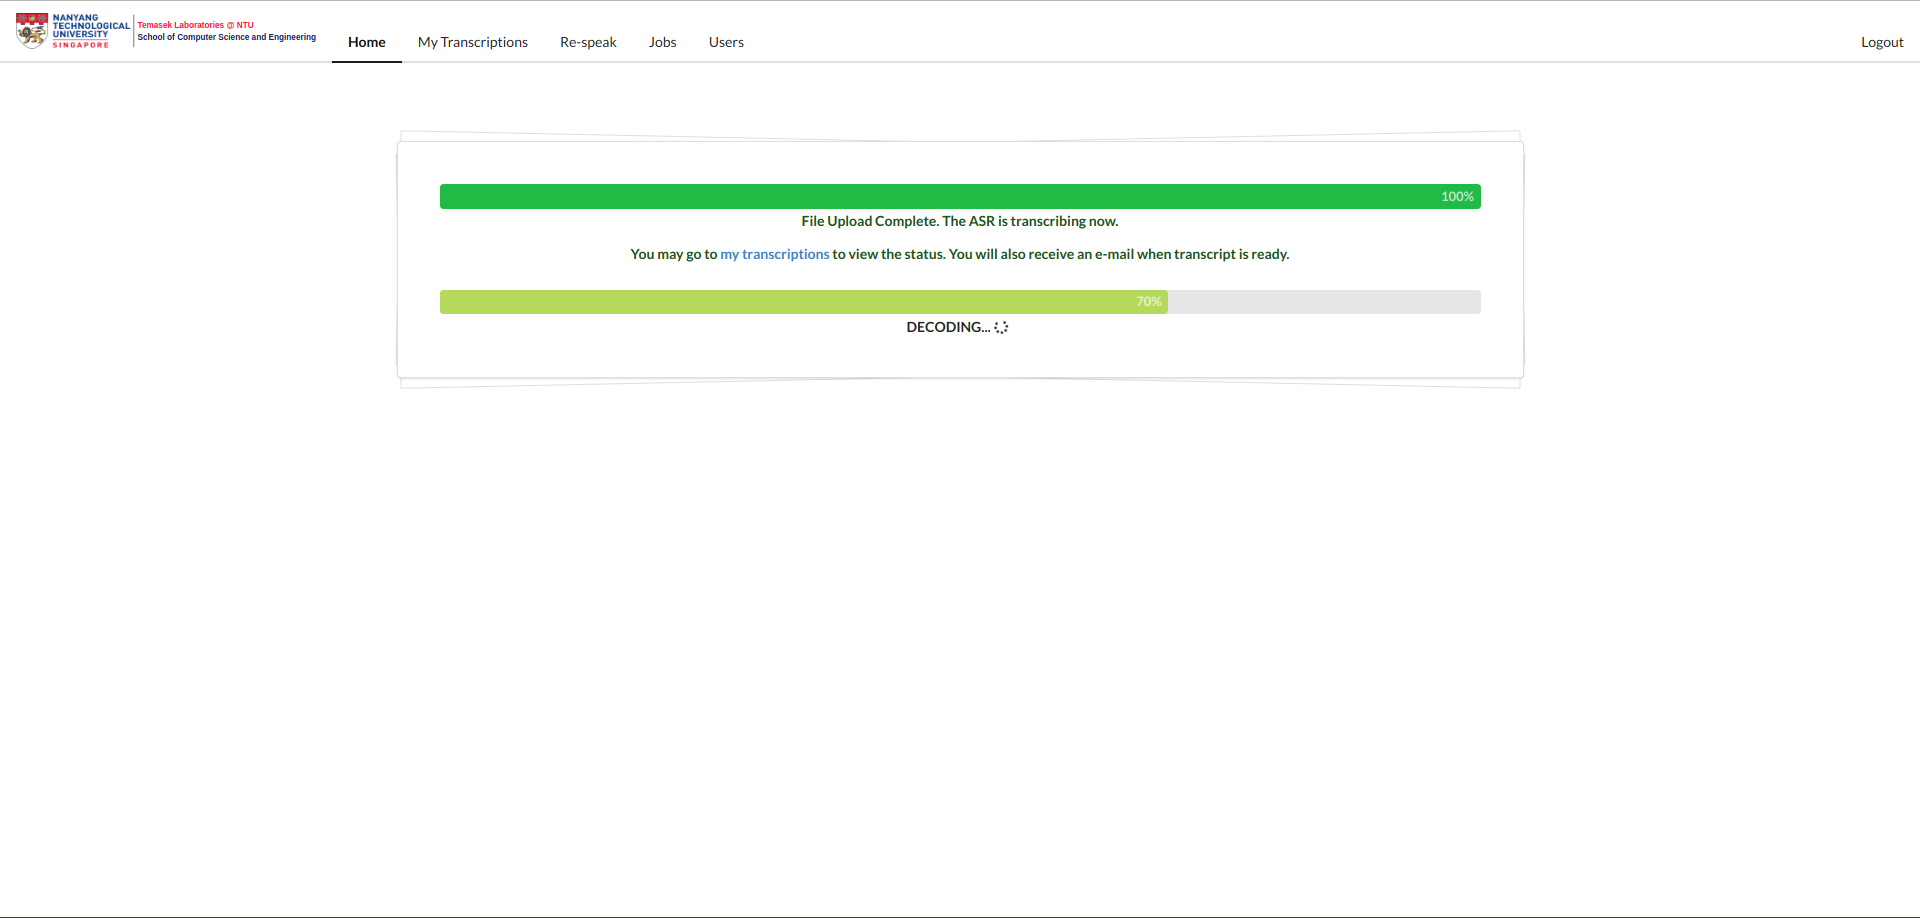 NANYANG
TECHNOLOGICAL
UNIVERSITY
SINGAPORE
Temasek Laboratories @ NTU
School of Computer Science and Engineering
Home
My Transcriptions
Re-speak
Jobs
Users
Logout
100%
File Upload Complete. The ASR is transcribing now.
You may go to my transcriptions to view the status. You will also receive an e-mail when transcript is ready.
70%
DECODING...